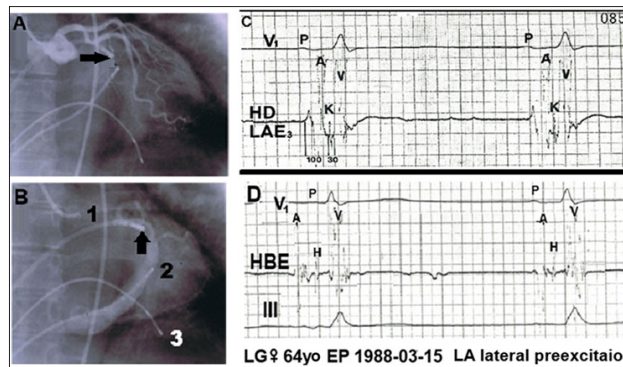 A
B
1
2
3
C
V1 P
A
V
K
HD
LAE3
100 30
P
A
V
K
D
V1 P
A
V
H
HBE
III
P
A
V
H
LG♀ 64yo EP 1988-03-15 LA lateral preexcitaio